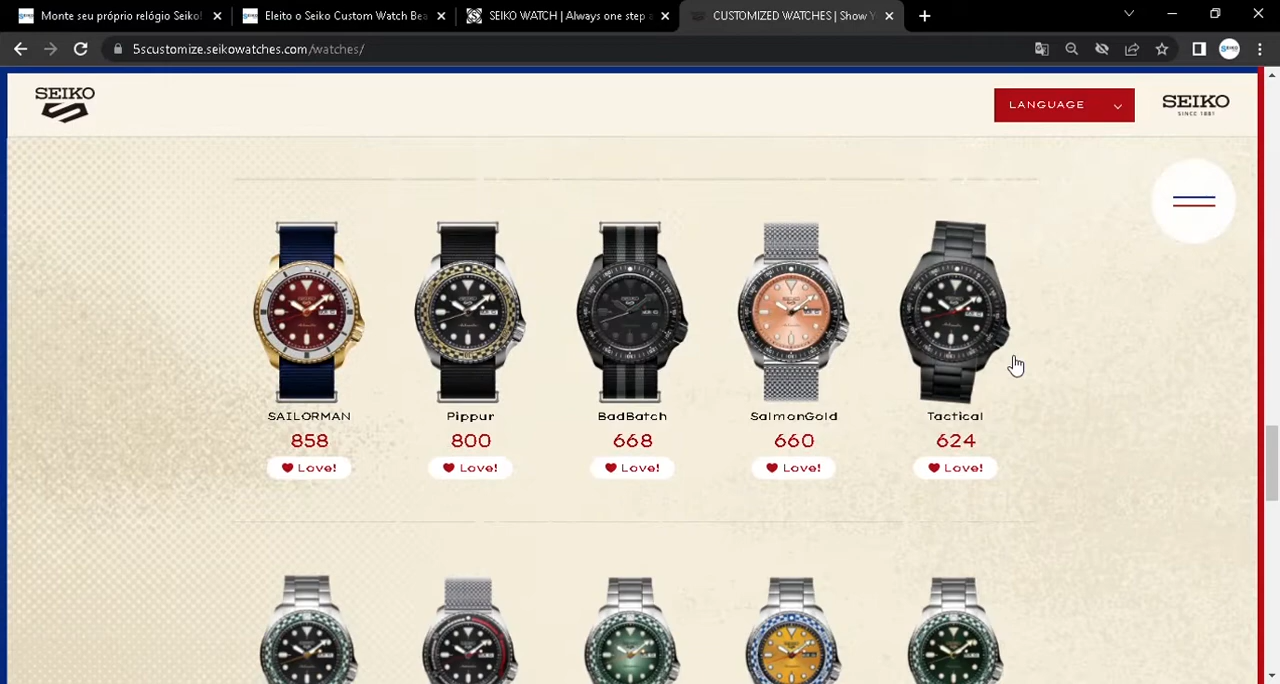 Monte seu próprio relógio Seiko!
Eleito o Seiko Custom Watch Bea
SEIKO WATCH | Always one step a
CUSTOMIZED WATCHES | Show Y
5scustomize.seikowatches.com/watches/
SEIKO
LANGUAGE
SEIKO
SINCE 1881
SAILORMAN
Pippur
BadBatch
SalmonGold
Tactical
858
800
668
660
624
Love!
Love!
Love!
Love!
Love!